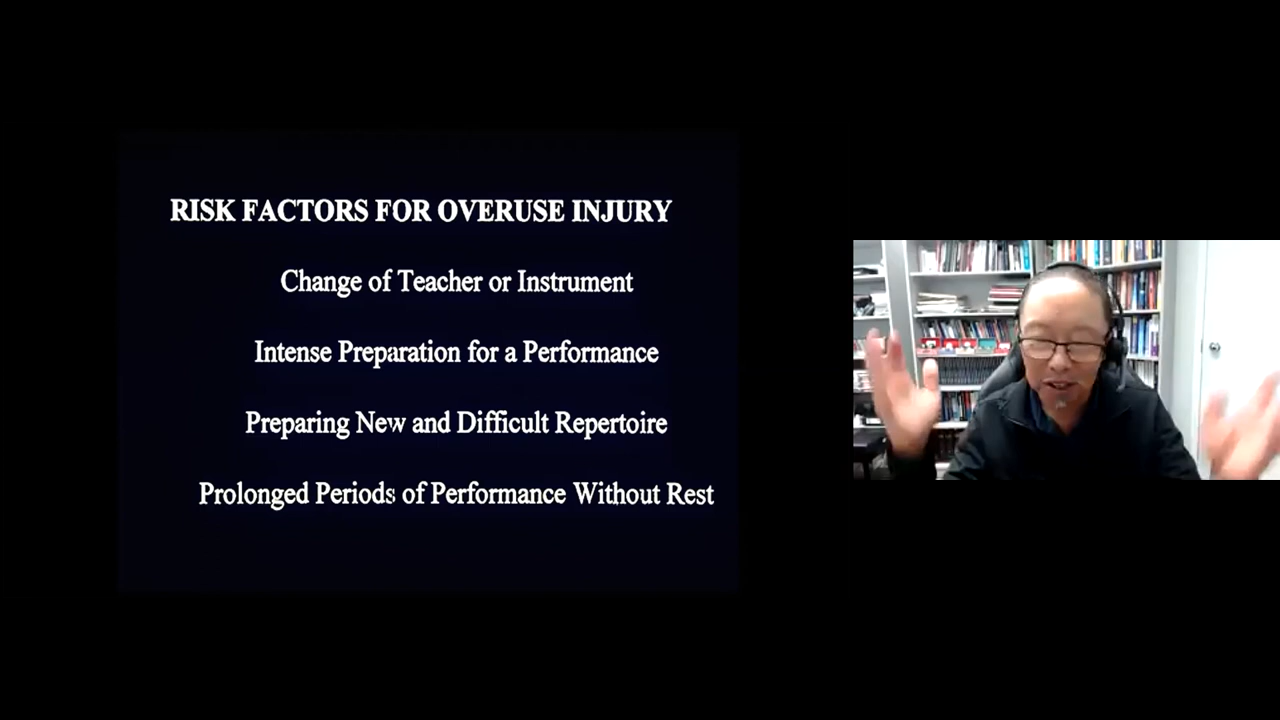 RISK FACTORS FOR OVERUSE INJURY
Change of Teacher or Instrument
Intense Preparation for a Performance
Preparing New and Difficult Repertoire
Prolonged Periods of Performance Without Rest